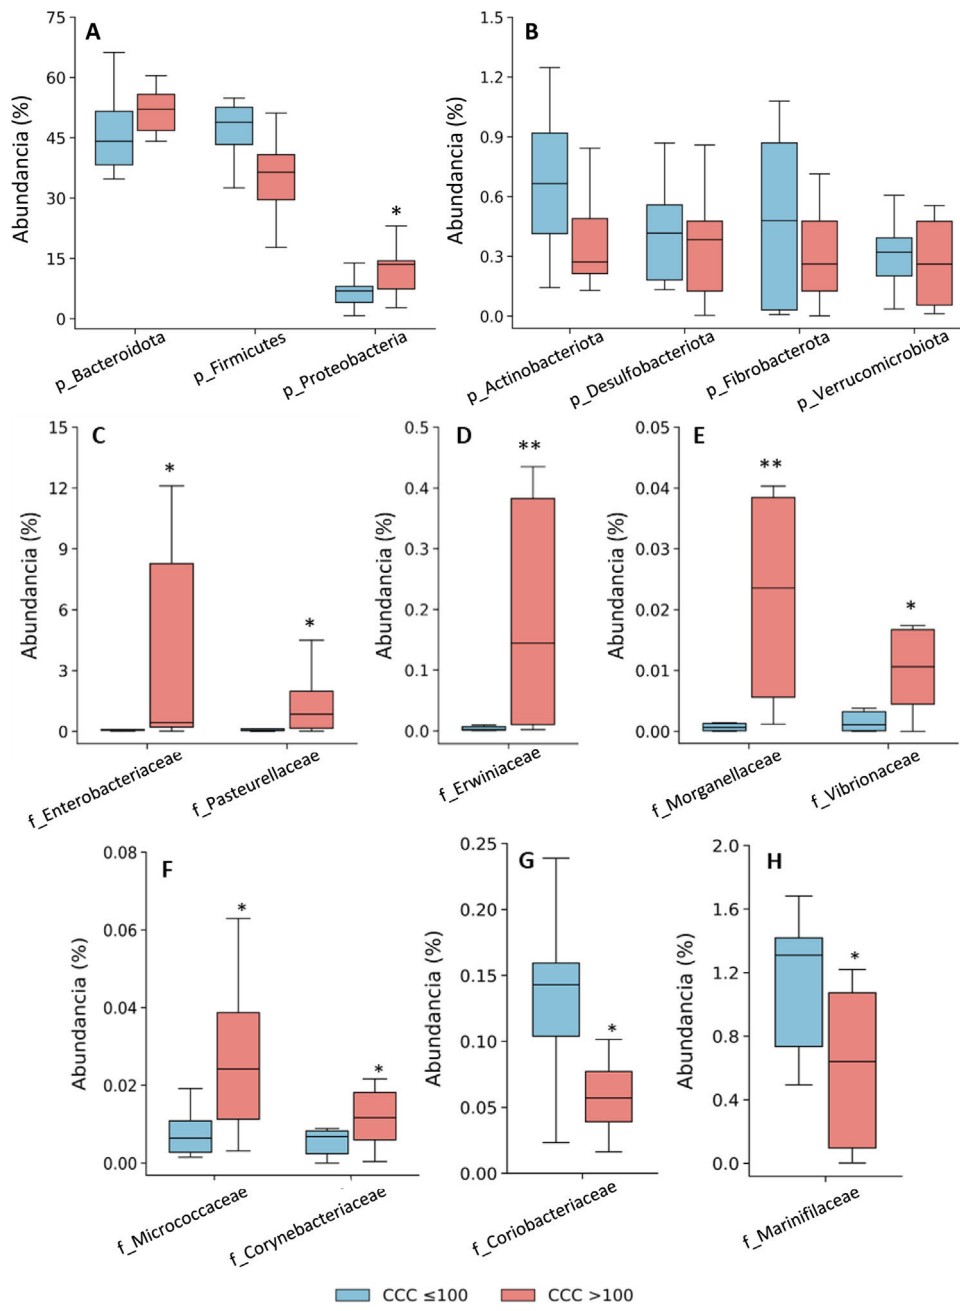 A
Abundancia (%)
75
60
45
30
15
0
*
p_Bacteroidota
p_Firmicutes
p_Proteobacteria
B
Abundancia (%)
1.5
1.2
0.9
0.6
0.3
0.0
p_Actinobacteriota
p_Desulfobacteriota
p_Fibrobacterota
p_Verrucomicrobiota
C
Abundancia (%)
15
12
9
6
3
0
*
*
f_Enterobacteriaceae
f_Pasturellaceae
D
Abundancia (%)
0.5
0.4
0.3
0.2
0.1
0.0
**
f_Erwiniaceae
E
Abundancia (%)
0.05
0.04
0.03
0.02
0.01
0.00
**
*
f_Morganellaceae
f_Vibrionaceae
F
Abundancia (%)
0.08
0.06
0.04
0.02
0.00
*
*
f_Micrococcaceae
f_Corynebacteriaceae
G
Abundancia (%)
0.25
0.20
0.15
0.10
0.05
0.00
*
f_Coriobacteriaceae
H
Abundancia (%)
2.0
1.6
1.2
0.8
0.4
0.0
*
f_Marinifilaceae
CCC ≤100
CCC >100